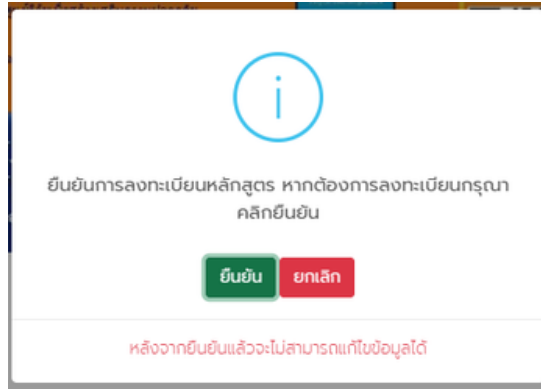 ยืนยันการลงทะเบียนหลักสูตร หากต้องการลงทะเบียนกรุณา
คลิกยืนยัน
ยืนยัน ยกเลิก
หลังจากยืนยันแล้วจะไม่สามารถแก้ไขข้อมูลได้